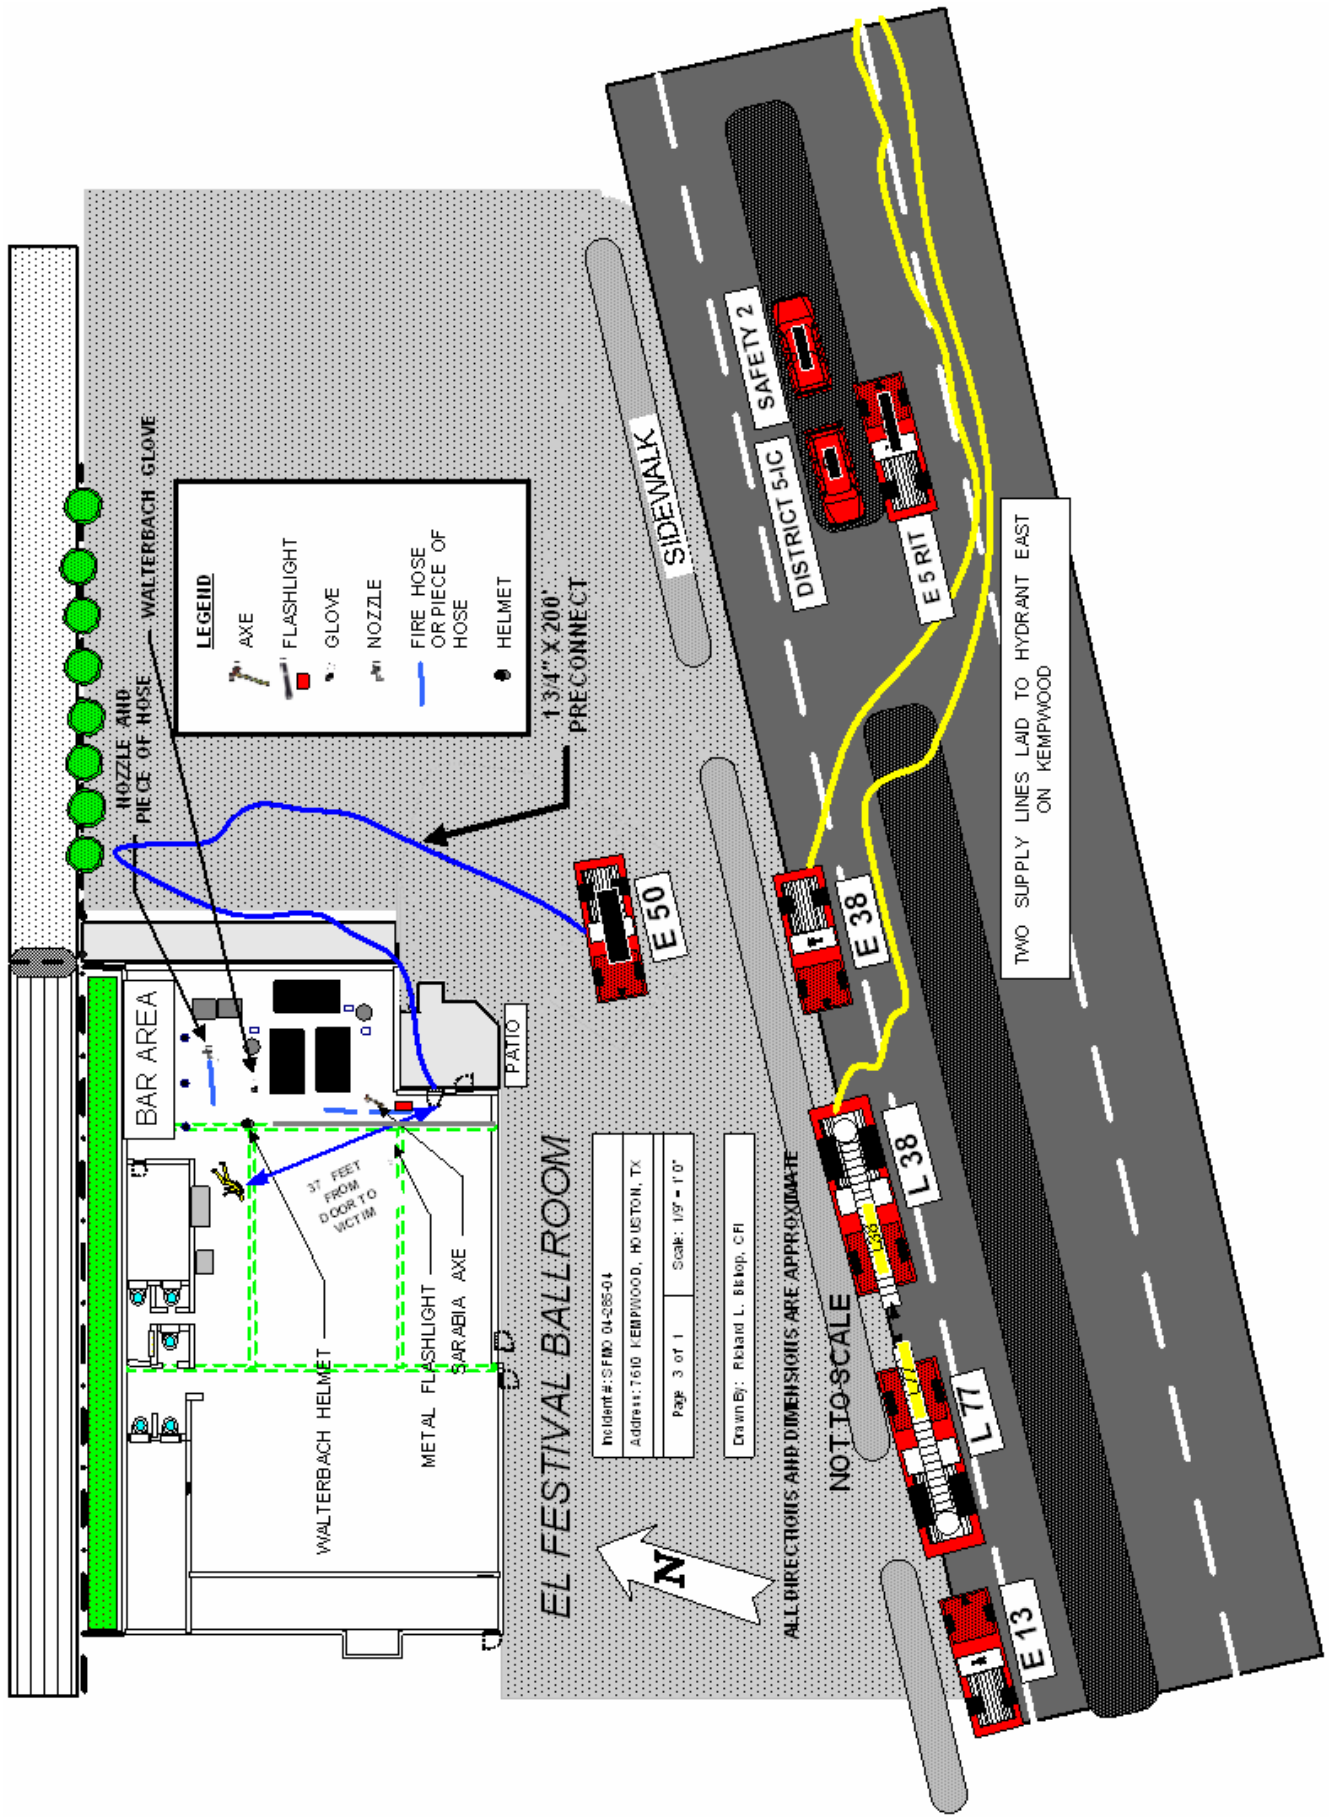 NOZZLE AND
PIECE OF HOSE
WALTERBACH GLOVE
BAR AREA
LEGEND
AXE
FLASHLIGHT
GLOVE
NOZZLE
FIRE HOSE
OR PIECE OF
HOSE
HELMET
1 3/4" X 200'
PRECONNECT
37 FEET
FROM
DOOR TO
VICTIM
PATIO
WALTERBACH HELMET
METAL FLASHLIGHT
SARABIA AXE
EL FESTIVAL BALLROOM
Incident#: SFMO 04-285-04
Address: 7610 KEMPWOOD, HOUSTON, TX
Page 3 of 1
Scale: 1/9" = 1'0"
Drawn By: Richard L. Bishop, CFI
ALL DIRECTIONS AND DIMENSIONS ARE APPROXIMATE
NOT TO SCALE
N
SIDEWALK
SAFETY 2
DISTRICT 5-IC
E 5 RIT
E 50
E 38
L 38
L38
L77
L 77
E 13
TWO SUPPLY LINES LAID TO HYDRANT EAST
ON KEMPWOOD